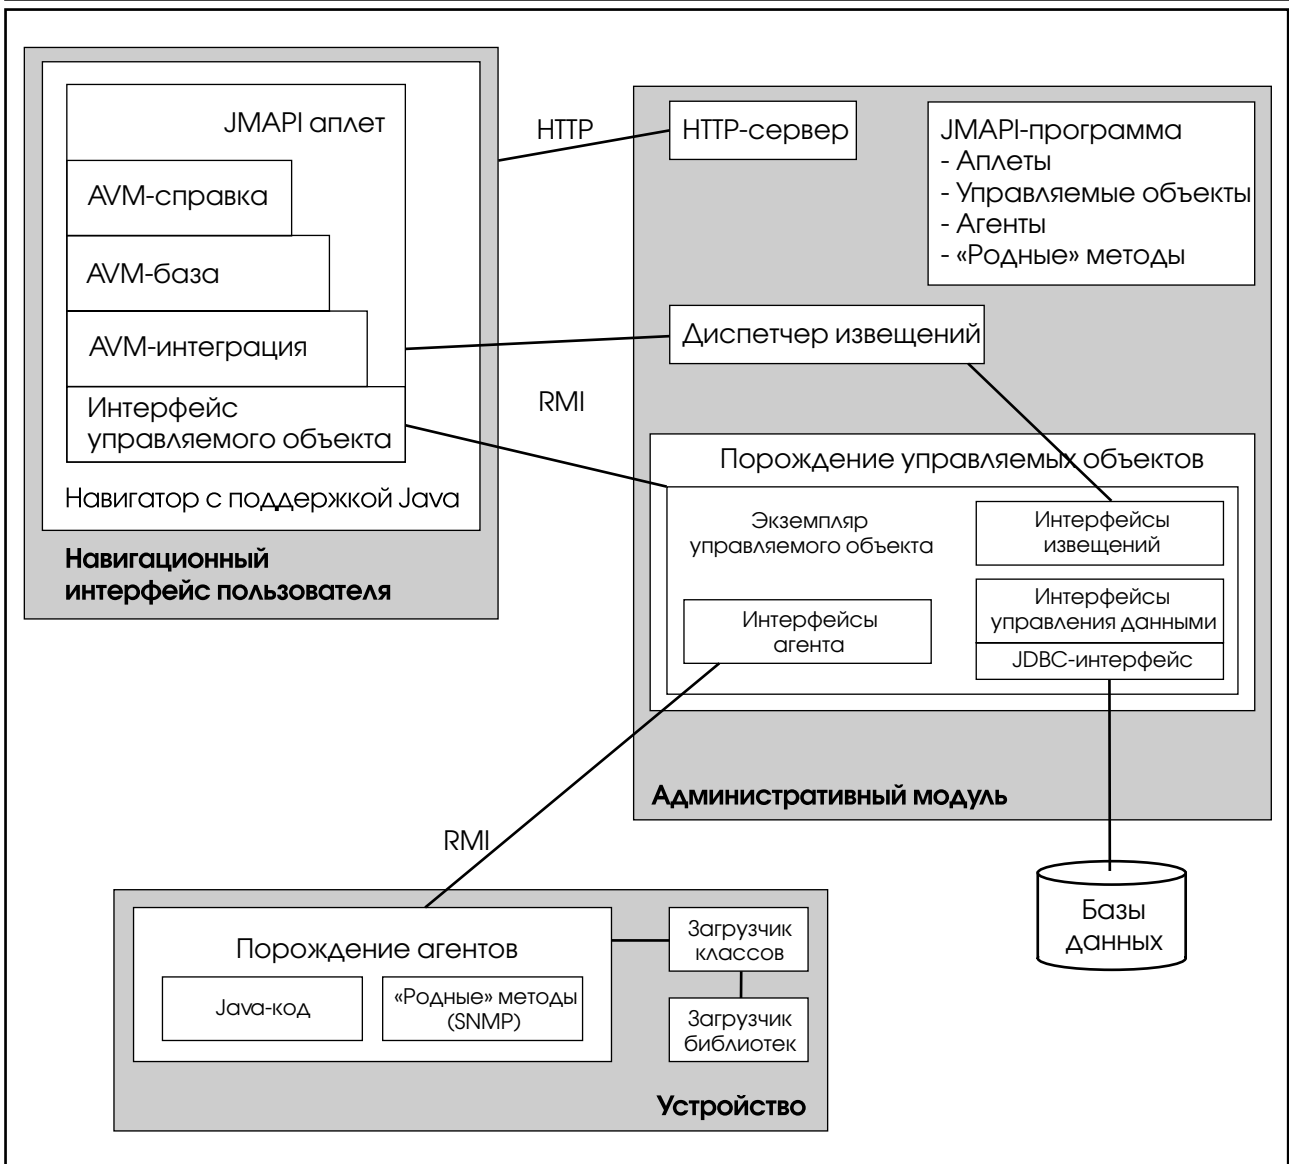 JMAPI аплет
AVM-справка
AVM-база
AVM-интеграция
Интерфейс
управляемого объекта
Навигатор с поддержкой Java
Навигационный
интерфейс пользователя
HTTP
RMI
HTTP-сервер
JMAPI-программа
- Аплеты
- Управляемые объекты
- Агенты
- «Родные» методы
Диспетчер извещений
Порождение управляемых объектов
Экземпляр
управляемого объекта
Интерфейсы
извещений
Интерфейсы
управления данными
JDBC-интерфейс
Интерфейсы
агента
Административный модуль
RMI
Базы
данных
Порождение агентов
Java-код
«Родные» методы
(SNMP)
Загрузчик
классов
Загрузчик
библиотек
Устройство